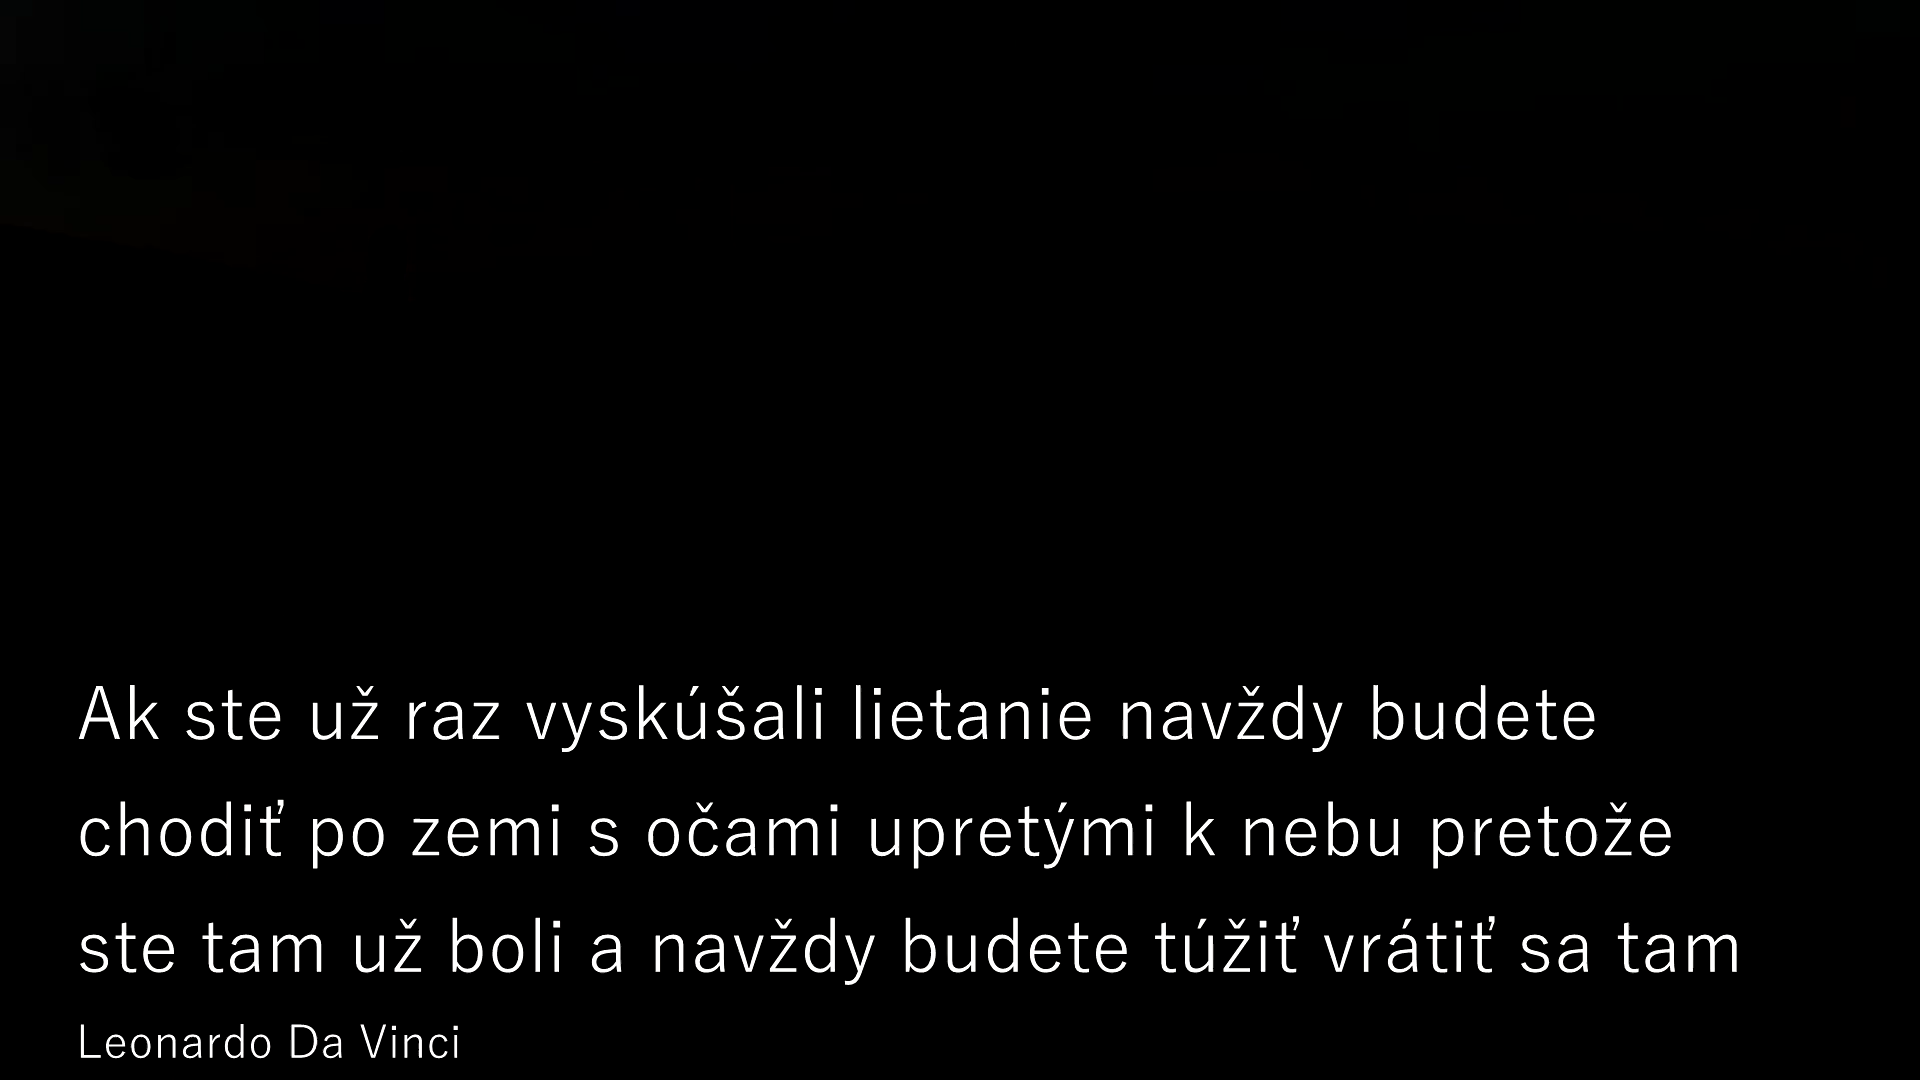 Ak ste už raz vyskúšali lietanie navždy budete
chodiť po zemi s očami upretými k nebu pretože
ste tam už boli a navždy budete túžiť vrátiť sa tam
Leonardo Da Vinci